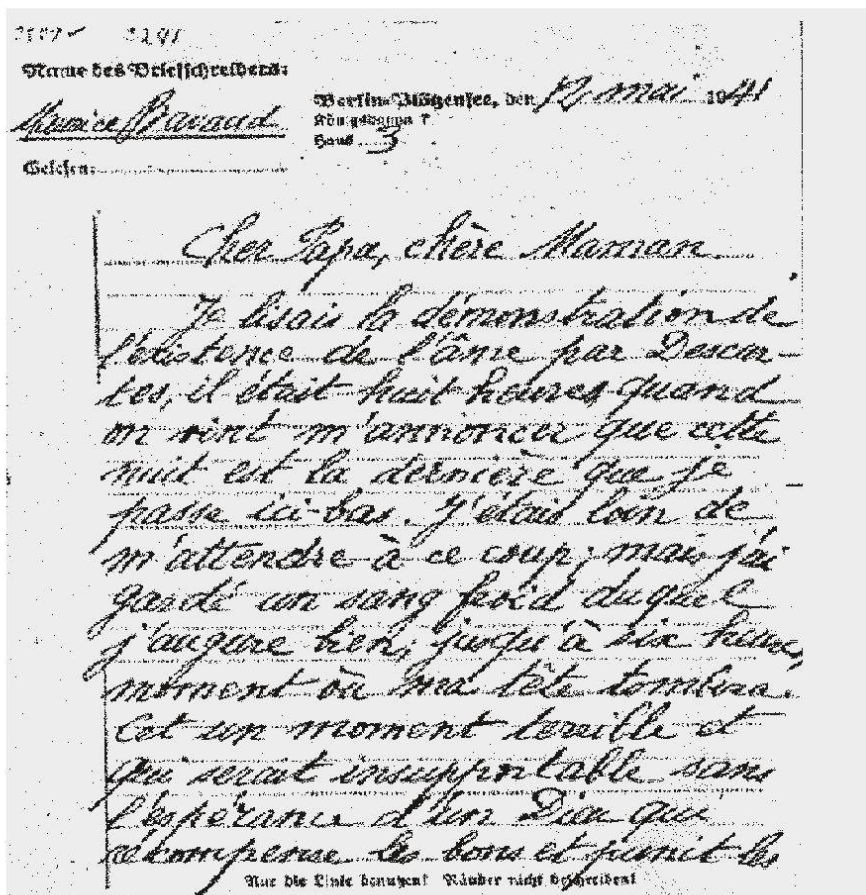 Name des Briefschreibers:
Maurice Bavaud
Berlin-Plötzensee, den 12 mai 1941
Königsdamm 7
Haus 3
Gelesen:
Cher Papa, chère Maman.
Je lisais la démonstration de
l'existence de l'âme par Descar-
tes, il était huit heures, quand
on vint m'annoncer que cette
nuit est la dernière que je
passe ici-bas. J'étais loin de
m'attendre à ce coup; mais j'ai
gardé un sang froid duquel
j'augure bien; jusqu'à six heures,
moment où ma tête tombera.
Cet un moment terrible et
qui serait insupportable sans
l'espérance d'un Dieu qui
récompense les bons et punit les
Nur die Linie benutzen! Ränder nicht beschreiben!